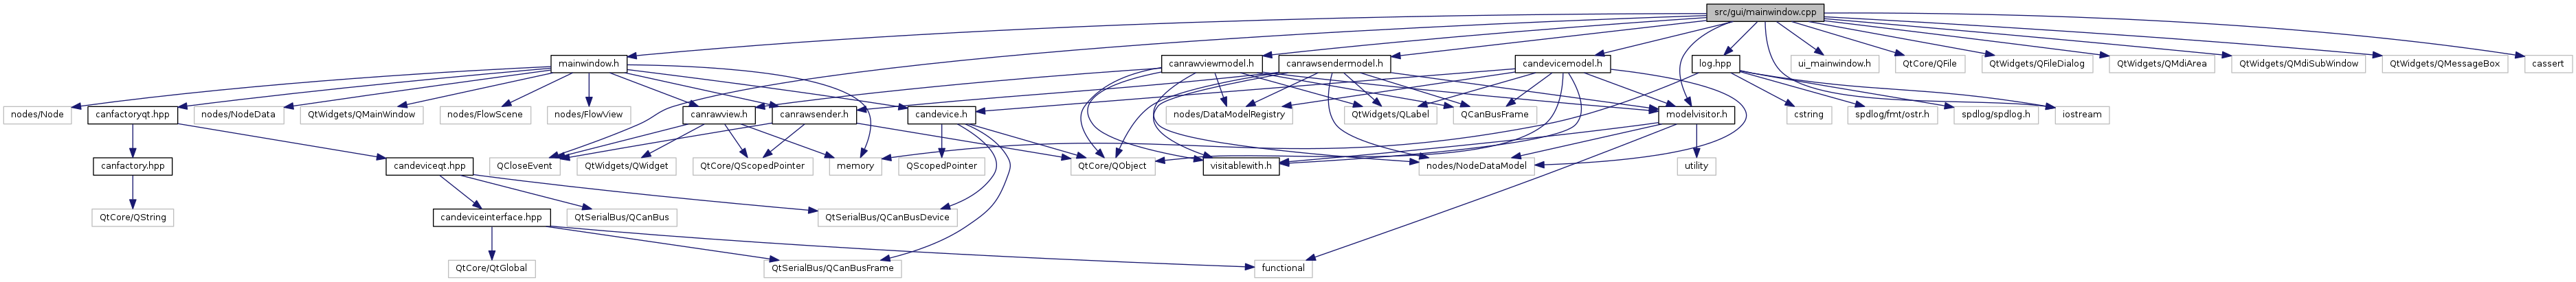 src/gui/mainwindow.cpp
mainwindow.h
canrawviewmodel.h
canrawsendermodel.h
candevicemodel.h
log.hpp
ui_mainwindow.h
QtCore/QFile
QtWidgets/QFileDialog
QtWidgets/QMdiArea
QtWidgets/QMdiSubWindow
QtWidgets/QMessageBox
cassert
nodes/Node
canfactoryqt.hpp
nodes/NodeData
QtWidgets/QMainWindow
nodes/FlowScene
nodes/FlowView
canrawview.h
canrawsender.h
candevice.h
nodes/DataModelRegistry
QtWidgets/QLabel
QCanBusFrame
modelvisitor.h
cstring
spdlog/fmt/ostr.h
spdlog/spdlog.h
iostream
canfactory.hpp
candeviceqt.hpp
QCloseEvent
QtWidgets/QWidget
QtCore/QScopedPointer
memory
QScopedPointer
QtCore/QObject
visitablewith.h
nodes/NodeDataModel
utility
QtCore/QString
candeviceinterface.hpp
QtSerialBus/QCanBus
QtSerialBus/QCanBusDevice
QtCore/QtGlobal
QtSerialBus/QCanBusFrame
functional